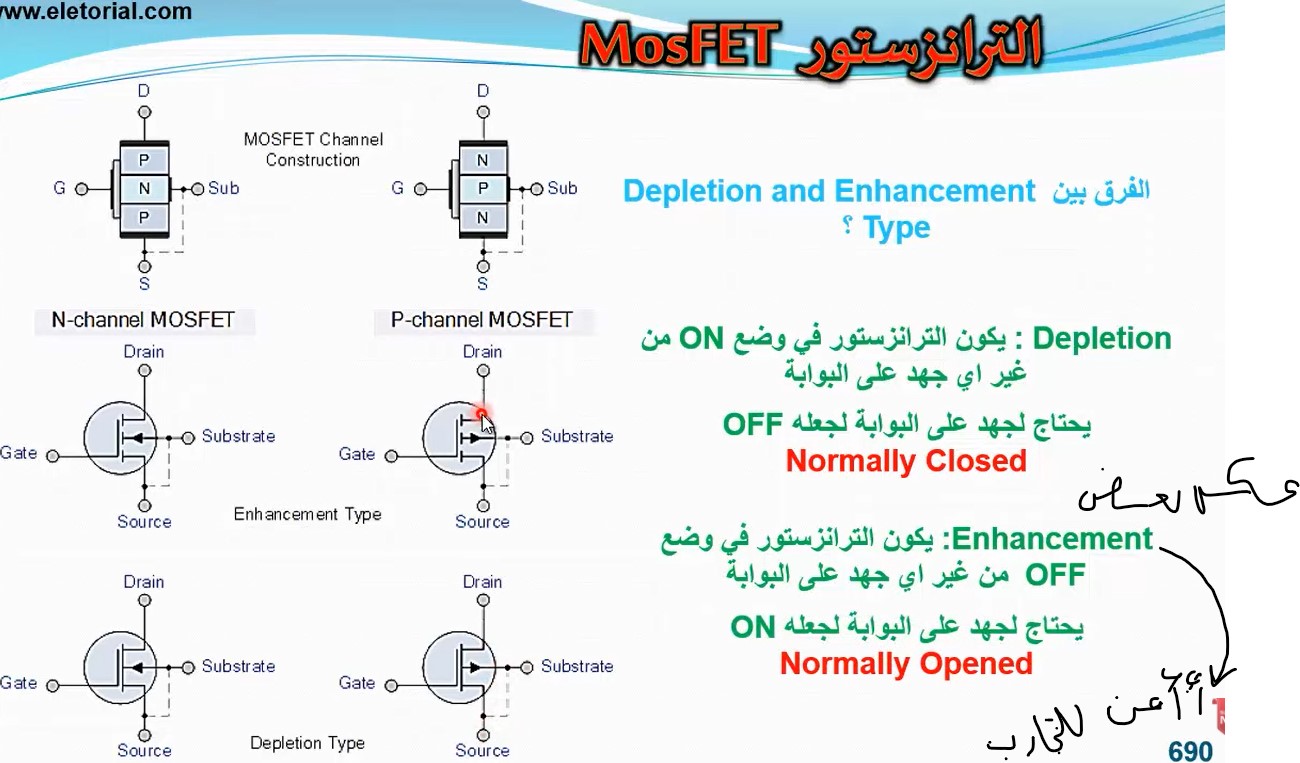 www.eletorial.com
الترانزستور MosFET
D
D
MOSFET Channel
Construction
P
N
G
N
Sub
G
P
Sub
P
N
S
S
N-channel MOSFET
P-channel MOSFET
Drain
Drain
Gate
Substrate
Gate
Substrate
Source
Enhancement Type
Source
Drain
Drain
Gate
Substrate
Gate
Substrate
Source
Depletion Type
Source
الفرق بين Depletion and Enhancement
Type ؟
Depletion : يكون الترانزستور في وضع ON من
غير اي جهد على البوابة
يحتاج لجهد على البوابة لجعله OFF
Normally Closed
عكس بعض
Enhancement: يكون الترانزستور في وضع
OFF من غير اي جهد على البوابة
يحتاج لجهد على البوابة لجعله ON
Normally Opened
للتجارب
690